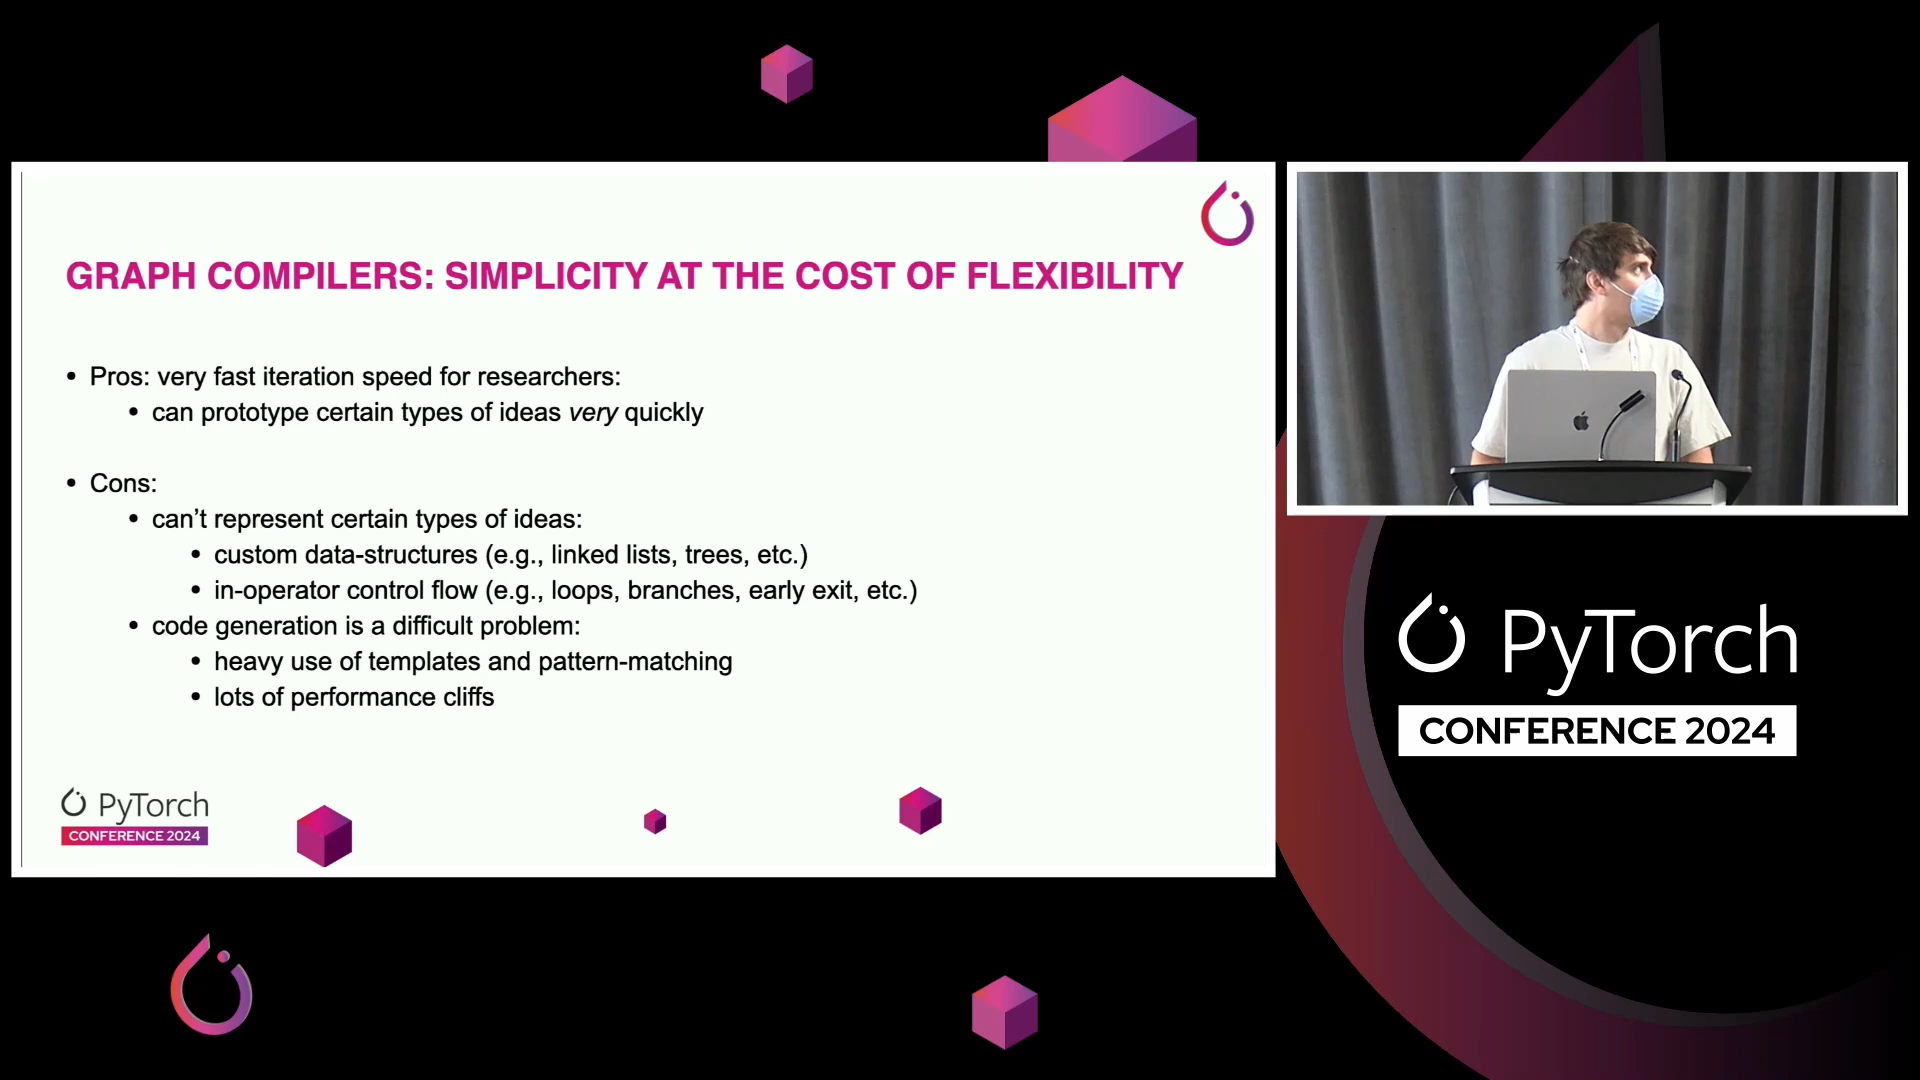 GRAPH COMPILERS: SIMPLICITY AT THE COST OF FLEXIBILITY
• Pros: very fast iteration speed for researchers:
• can prototype certain types of ideas very quickly
• Cons:
• can’t represent certain types of ideas:
• custom data-structures (e.g., linked lists, trees, etc.)
• in-operator control flow (e.g., loops, branches, early exit, etc.)
• code generation is a difficult problem:
• heavy use of templates and pattern-matching
• lots of performance cliffs
PyTorch
CONFERENCE 2024
PyTorch
CONFERENCE 2024